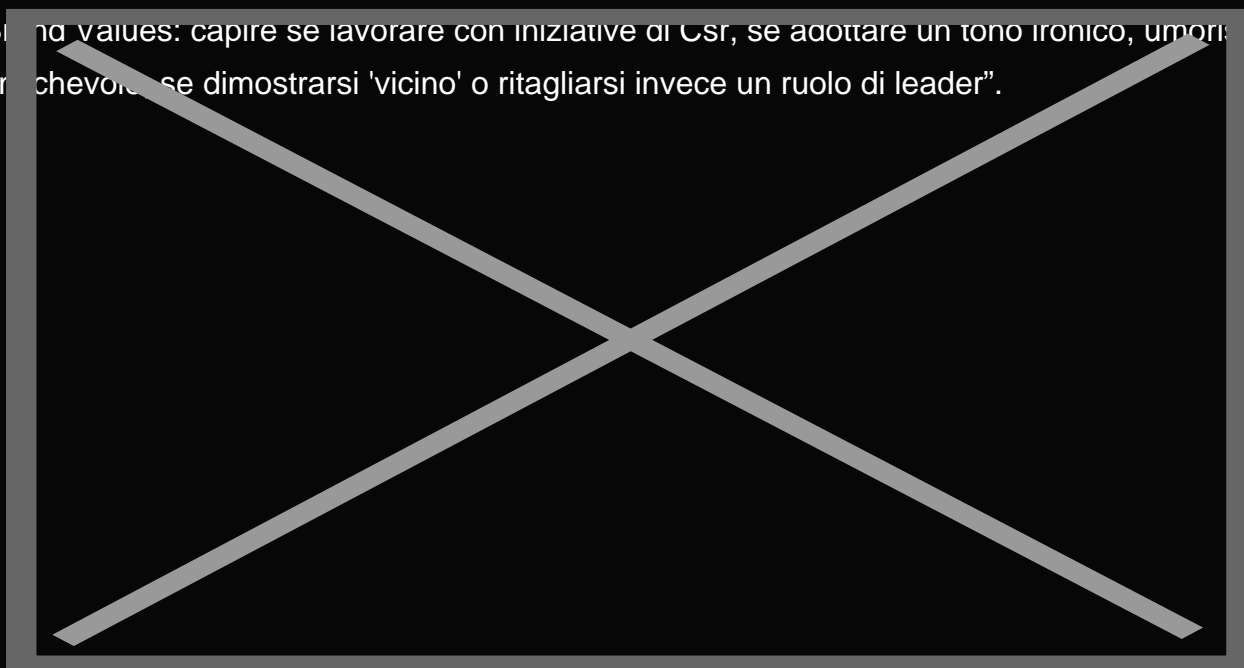 Values: capire se lavorare con iniziative di Csr, se adottare un tono ironico,
se dimostrarsi 'vicino' o ritagliarsi invece un ruolo di leader”.